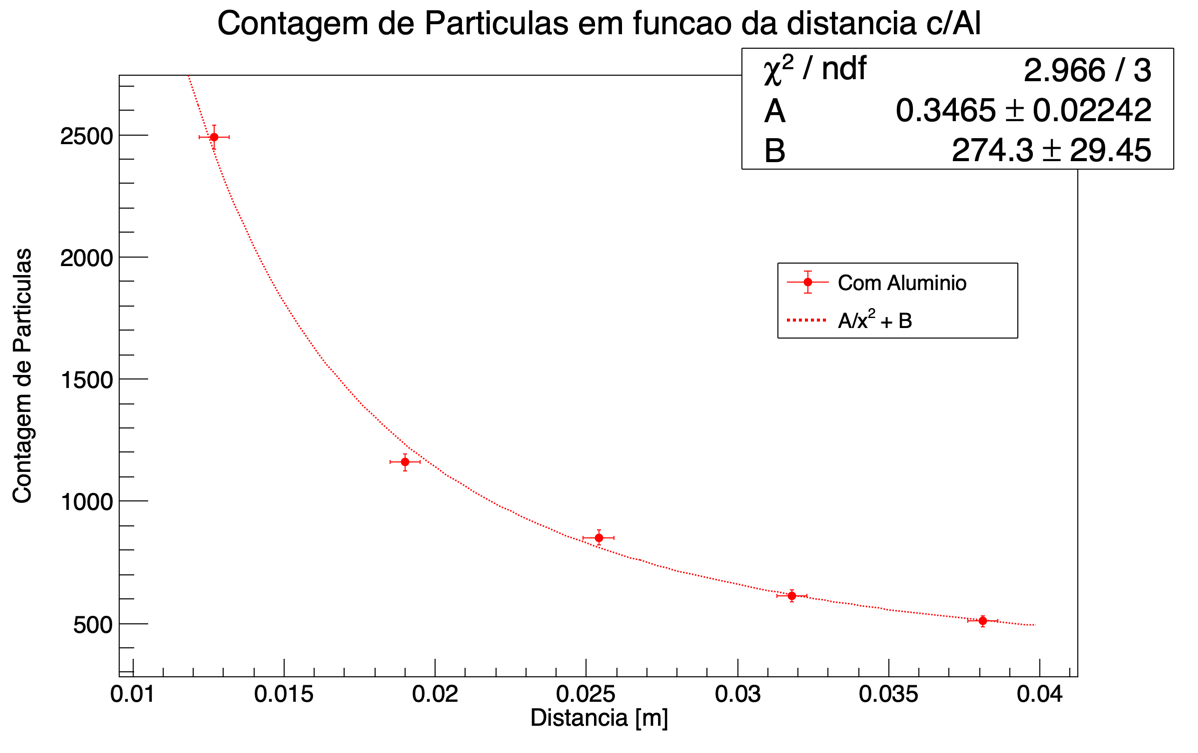 Contagem de Particulas em funcao da distancia c/Al
χ² / ndf 2.966 / 3
A 0.3465 ± 0.02242
B 274.3 ± 29.45
Com Aluminio
A/x² + B
Contagem de Particulas
2500
2000
1500
1000
500
0.01 0.015 0.02 0.025 0.03 0.035 0.04
Distancia [m]